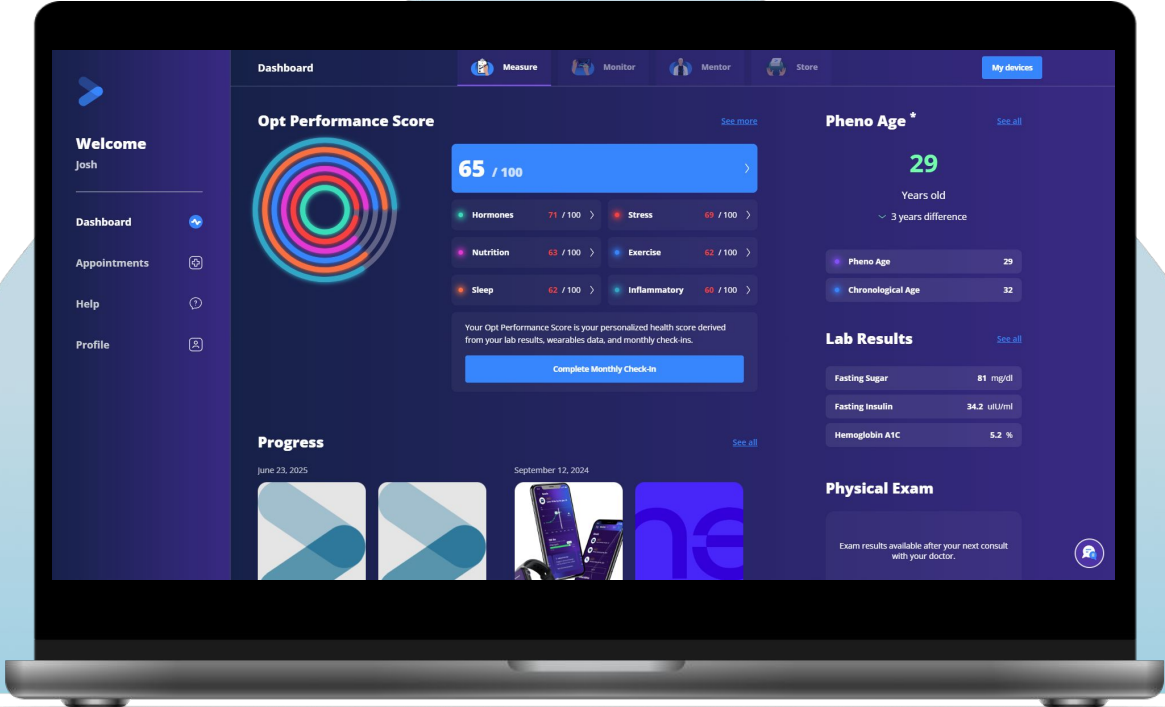 Dashboard
Measure
Monitor
Mentor
Store
My devices
Welcome
Josh
Dashboard
Appointments
Help
Profile
Opt Performance Score
See more
65 / 100
Hormones 71 / 100
Stress 69 / 100
Nutrition 63 / 100
Exercise 62 / 100
Sleep 62 / 100
Inflammatory 60 / 100
Your Opt Performance Score is your personalized health score derived
from your lab results, wearables data, and monthly check-ins.
Complete Monthly Check-In
Progress
See all
June 23, 2025
September 12, 2024
Pheno Age *
See all
29
Years old
3 years difference
Pheno Age 29
Chronological Age 32
Lab Results
See all
Fasting Sugar 81 mg/dl
Fasting Insulin 34.2 uIU/ml
Hemoglobin A1C 5.2 %
Physical Exam
Exam results available after your next consult
with your doctor.